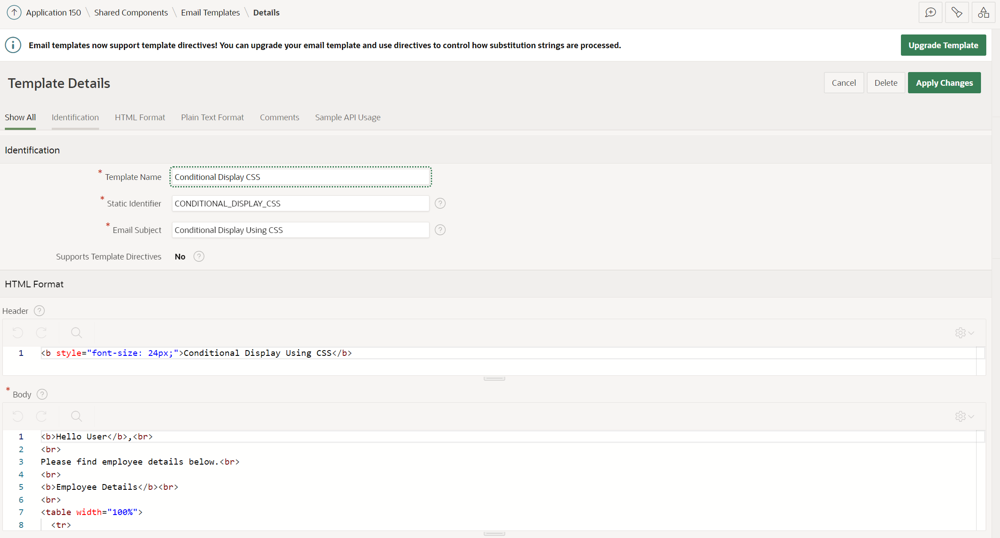 Application 150 \ Shared Components \ Email Templates \ Details
Email templates now support template directives! You can upgrade your email template and use directives to control how substitution strings are processed.
Upgrade Template
Template Details
Cancel
Delete
Apply Changes
Show All
Identification
HTML Format
Plain Text Format
Comments
Sample API Usage
Identification
* Template Name
Conditional Display CSS
* Static Identifier
CONDITIONAL_DISPLAY_CSS
?
* Email Subject
Conditional Display Using CSS
?
Supports Template Directives
No
?
HTML Format
Header ?
1 <b style="font-size: 24px;">Conditional Display Using CSS</b>
* Body ?
1 <b>Hello User</b>,<br>
2 <br>
3 Please find employee details below.<br>
4 <br>
5 <b>Employee Details</b><br>
6 <br>
7 <table width="100%">
8 <tr>